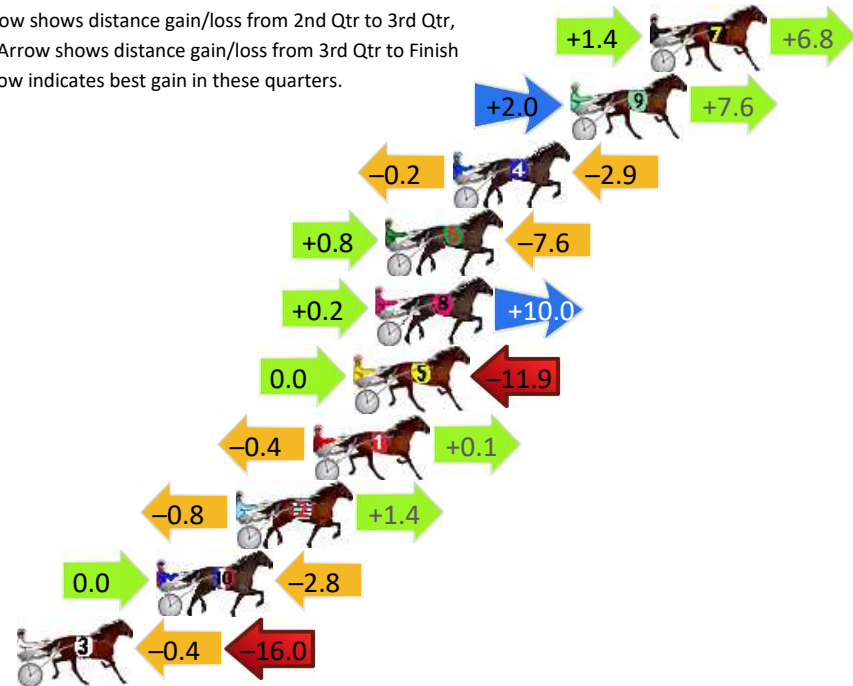 ow shows distance gain/loss from 2nd Qtr to 3rd Qtr,
Arrow shows distance gain/loss from 3rd Qtr to Finish
ow indicates best gain in these quarters.
+1.4 7 +6.8
+2.0 9 +7.6
–0.2 4 –2.9
+0.8 6 –7.6
+0.2 8 +10.0
0.0 5 –11.9
–0.4 1 +0.1
–0.8 2 +1.4
0.0 10 –2.8
3 –0.4 –16.0